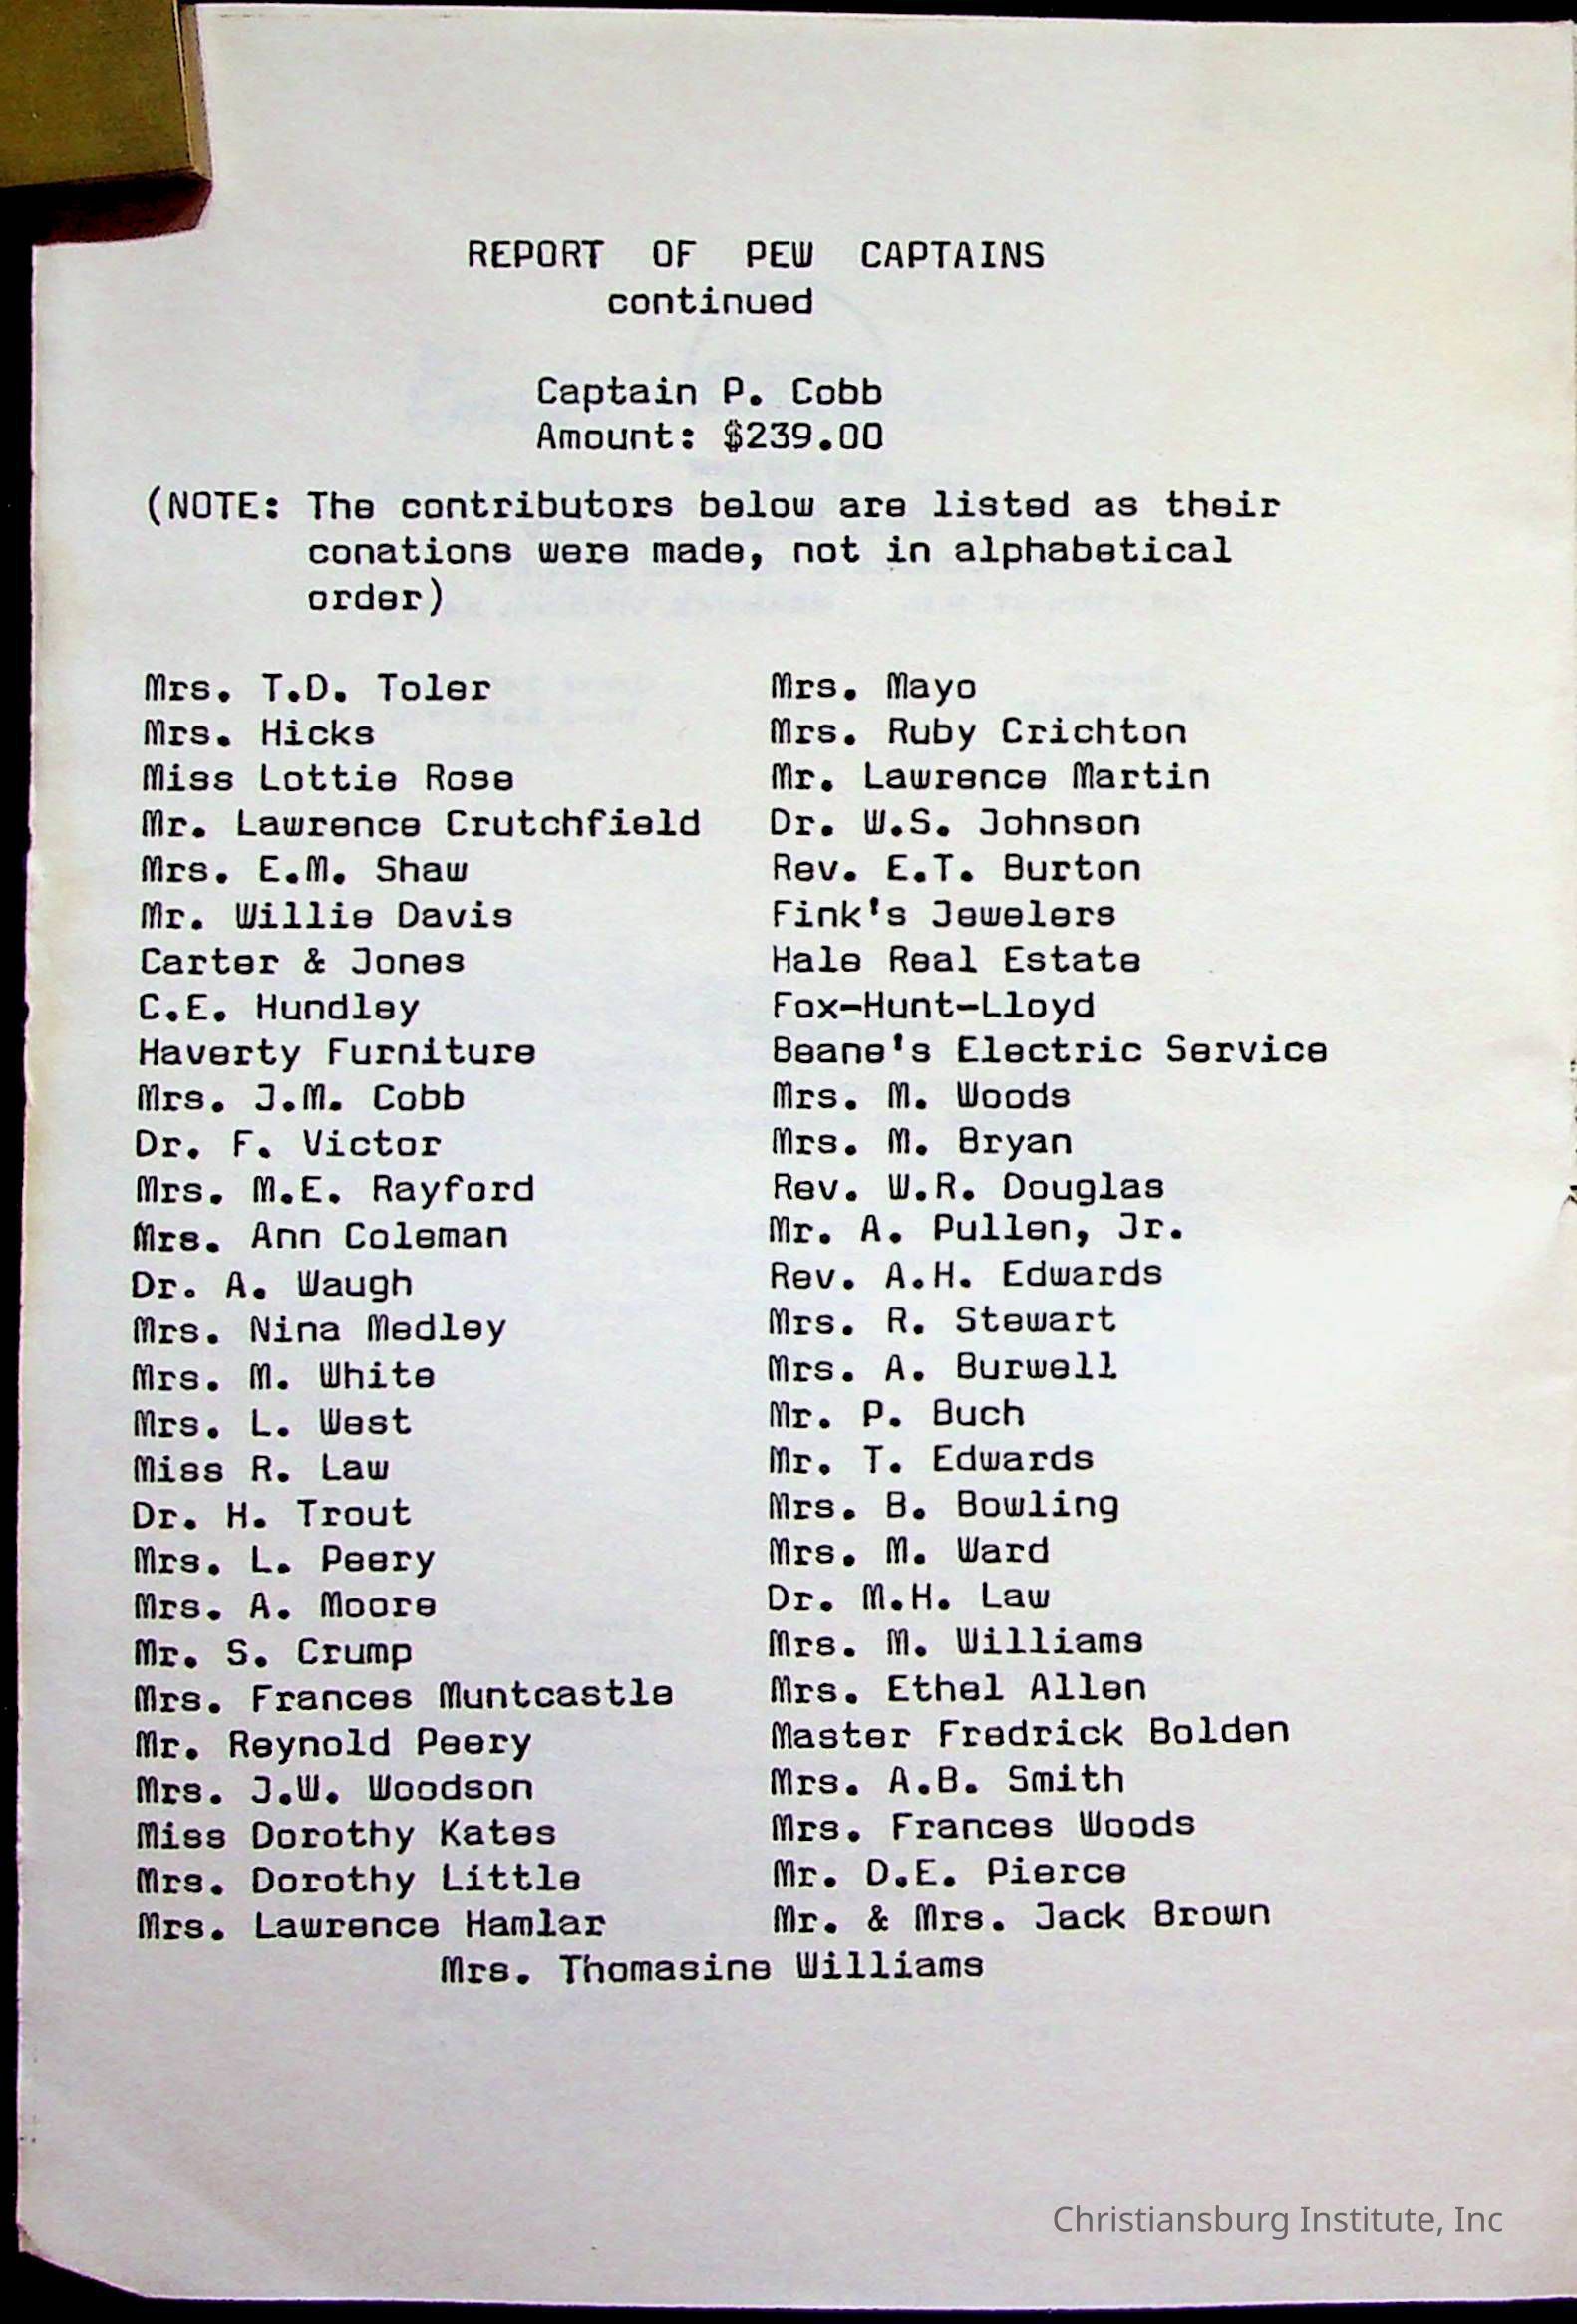 REPORT OF PEW CAPTAINS
continued
Captain P. Cobb
Amount: $239.00
(NOTE: The contributors below are listed as their
conations were made, not in alphabetical
order)
Mrs. T.D. Toler
Mrs. Hicks
Miss Lottie Rose
Mr. Lawrence Crutchfield
Mrs. E.M. Shaw
Mr. Willie Davis
Carter & Jones
C.E. Hundley
Haverty Furniture
Mrs. J.M. Cobb
Dr. F. Victor
Mrs. M.E. Rayford
Mrs. Ann Coleman
Dr. A. Waugh
Mrs. Nina Medley
Mrs. M. White
Mrs. L. West
Miss R. Law
Dr. H. Trout
Mrs. L. Peery
Mrs. A. Moore
Mr. S. Crump
Mrs. Frances Muntcastle
Mr. Reynold Peery
Mrs. J.W. Woodson
Miss Dorothy Kates
Mrs. Dorothy Little
Mrs. Lawrence Hamlar
Mrs. Mayo
Mrs. Ruby Crichton
Mr. Lawrence Martin
Dr. W.S. Johnson
Rev. E.T. Burton
Fink's Jewelers
Hale Real Estate
Fox-Hunt-Lloyd
Beane's Electric Service
Mrs. M. Woods
Mrs. M. Bryan
Rev. W.R. Douglas
Mr. A. Pullen, Jr.
Rev. A.H. Edwards
Mrs. R. Stewart
Mrs. A. Burwell
Mr. P. Buch
Mr. T. Edwards
Mrs. B. Bowling
Mrs. M. Ward
Dr. M.H. Law
Mrs. M. Williams
Mrs. Ethel Allen
Master Fredrick Bolden
Mrs. A.B. Smith
Mrs. Frances Woods
Mr. D.E. Pierce
Mr. & Mrs. Jack Brown
Mrs. Thomasine Williams
Christiansburg Institute, Inc